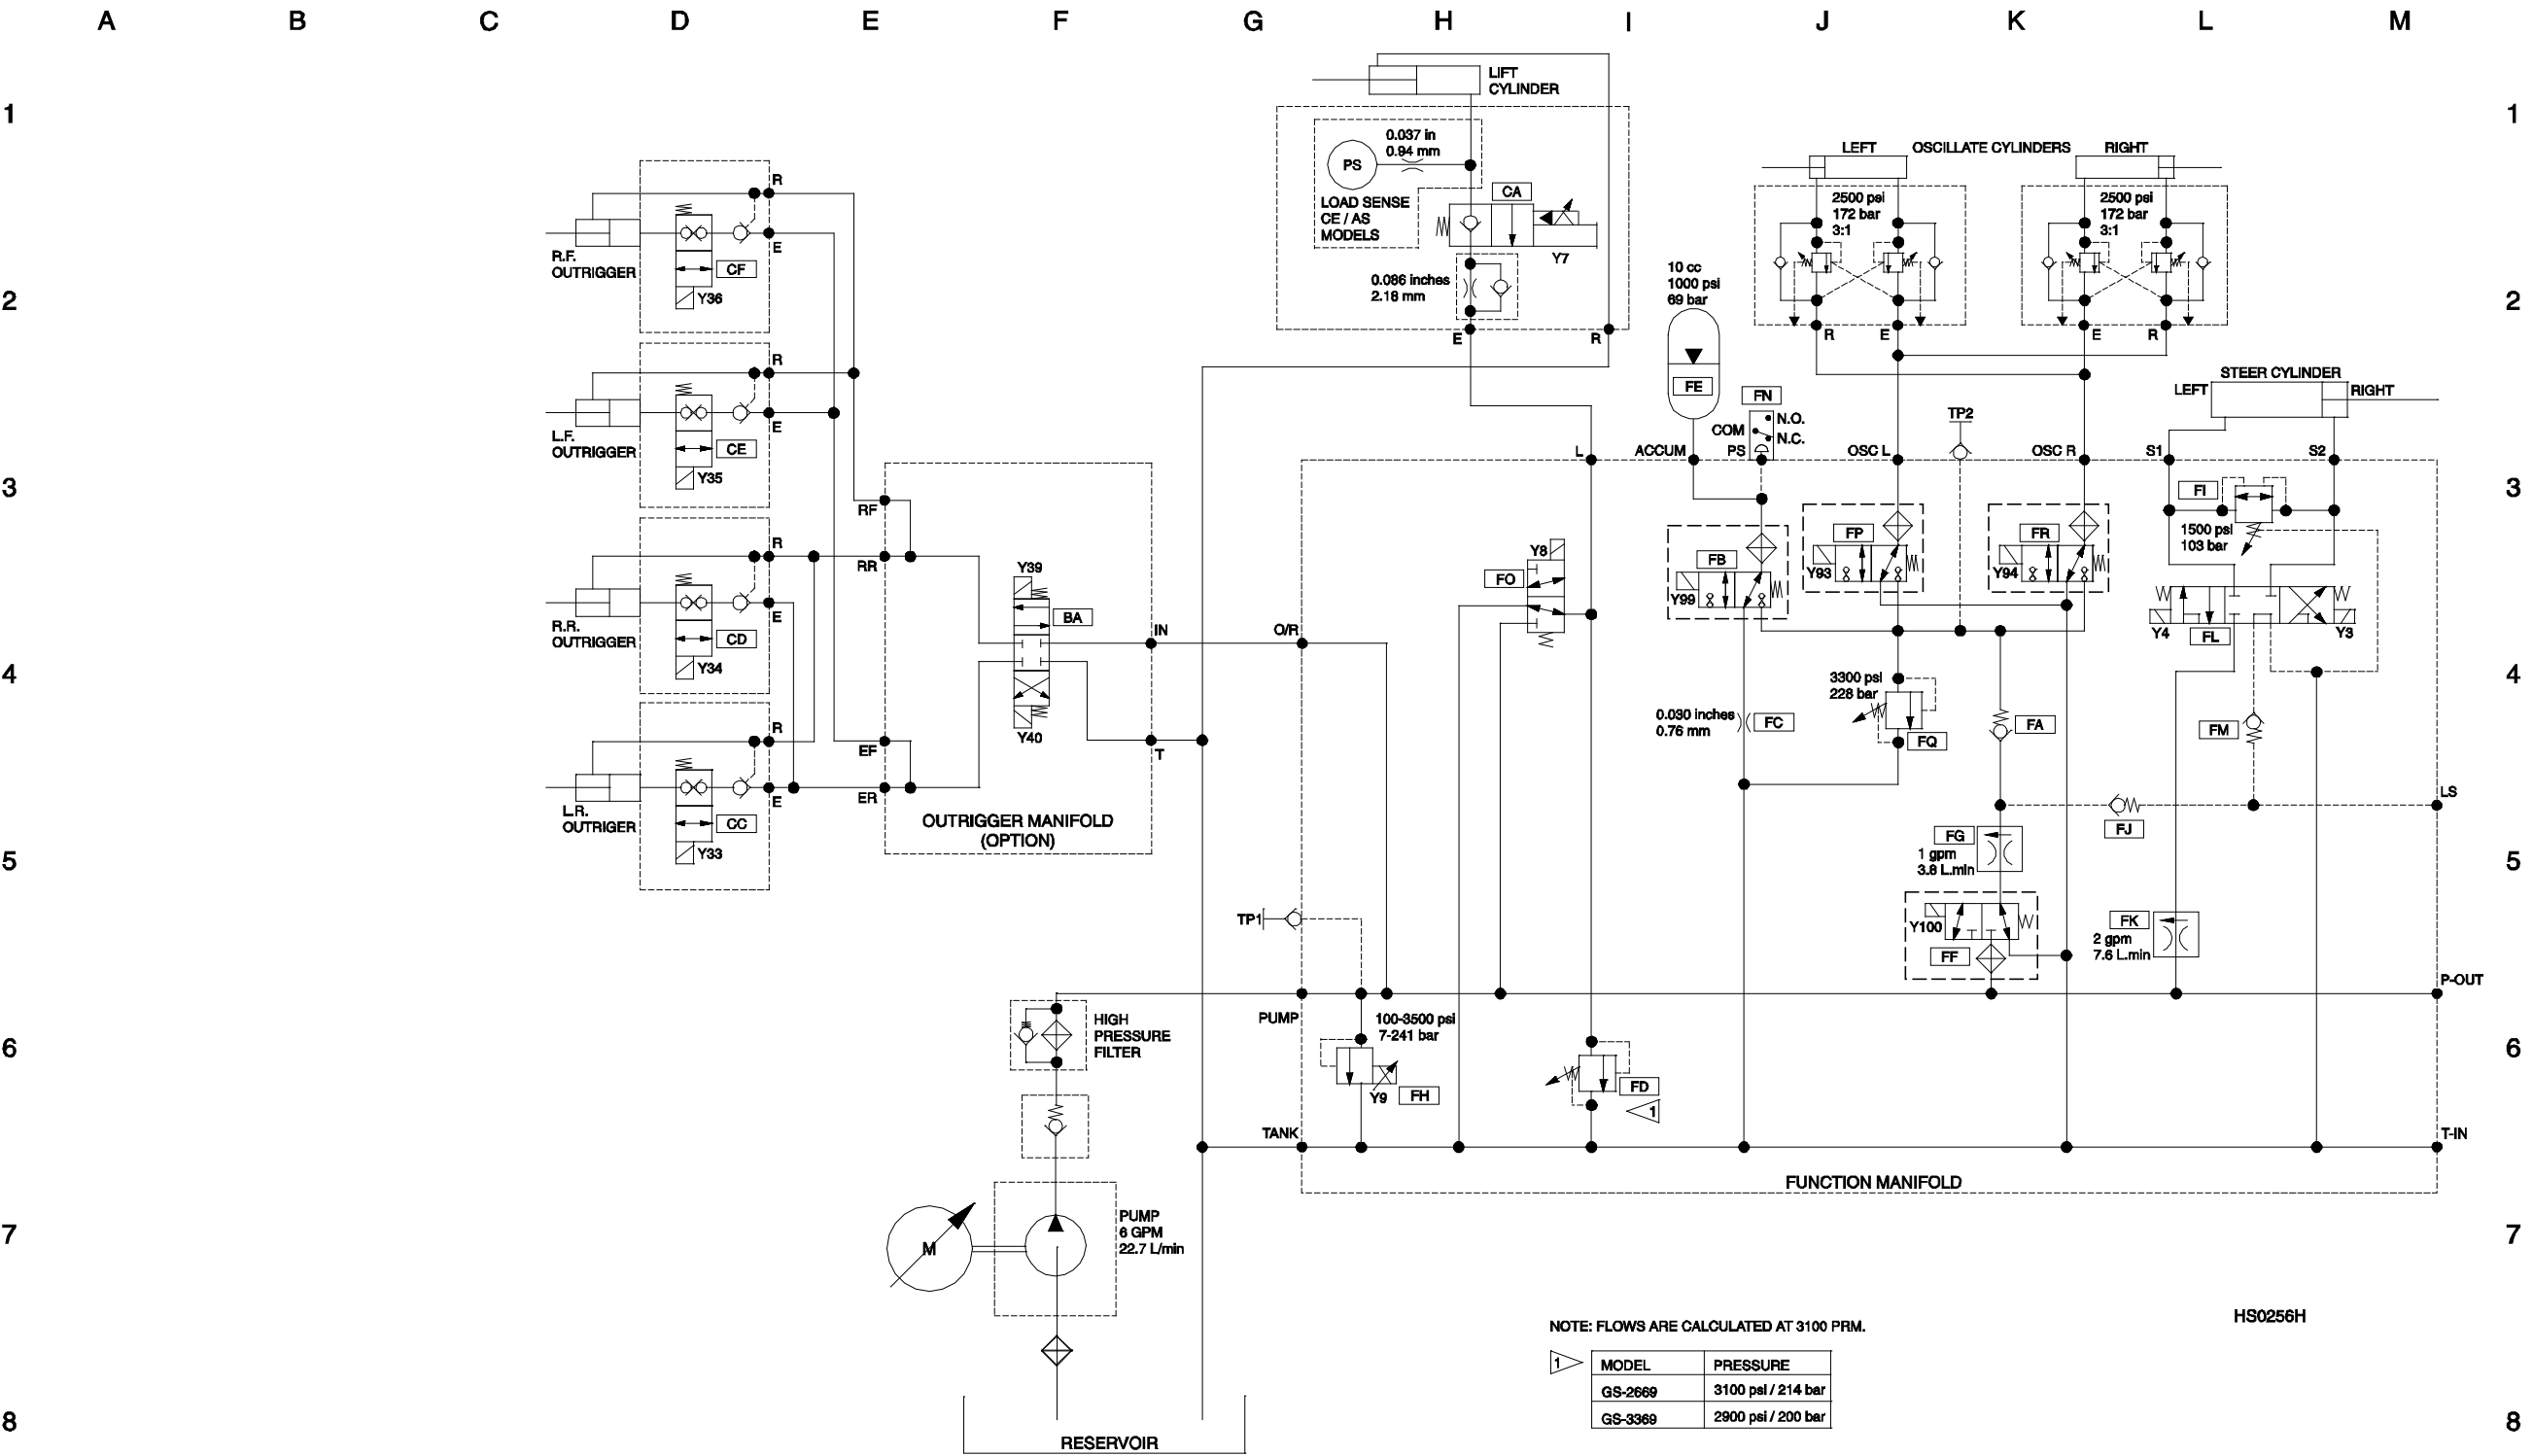 A B C D E F G H I J K L M
1
1
2
2
3
3
4
4
5
5
6
6
7
7
8
8
LIFT
CYLINDER
0.037 in
0.94 mm
PS
LOAD SENSE
CE / AS
MODELS
CA
Y7
0.086 inches
2.18 mm
E
R
LEFT
OSCILLATE CYLINDERS
RIGHT
2500 psi
172 bar
3:1
R
E
2500 psi
172 bar
3:1
E
R
10 cc
1000 psi
69 bar
FE
FN
N.O.
COM
N.C.
TP2
STEER CYLINDER
LEFT
RIGHT
R
E
R.F.
OUTRIGGER
CF
Y36
R
E
L.F.
OUTRIGGER
CE
Y35
R
E
R.R.
OUTRIGGER
CD
Y34
R
E
L.R.
OUTRIGER
CC
Y33
RF
RR
EF
ER
Y39
BA
Y40
IN
T
OUTRIGGER MANIFOLD
(OPTION)
L
ACCUM
PS
OSC L
OSC R
S1
S2
FI
1500 psi
103 bar
Y8
FO
FB
Y99
FP
Y93
FR
Y94
Y4
FL
Y3
O/R
3300 psi
228 bar
FQ
0.030 inches
0.76 mm
FC
FA
FM
LS
FJ
FG
1 gpm
3.8 L.min
Y100
FF
FK
2 gpm
7.6 L.min
TP1
P-OUT
PUMP
HIGH
PRESSURE
FILTER
100-3500 psi
7-241 bar
Y9
FH
FD
1
TANK
T-IN
FUNCTION MANIFOLD
M
PUMP
6 GPM
22.7 L/min
HS0256H
NOTE: FLOWS ARE CALCULATED AT 3100 PRM.
1
MODEL PRESSURE
GS-2669 3100 psi / 214 bar
GS-3369 2900 psi / 200 bar
RESERVOIR